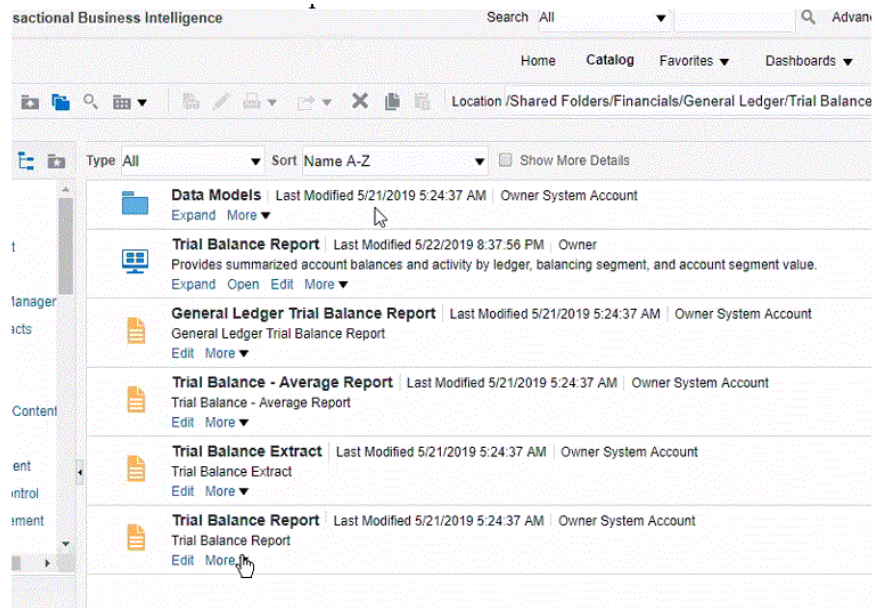 sactional Business Intelligence Search All Advan
Home Catalog Favorites Dashboards
Location /Shared Folders/Financials/General Ledger/Trial Balance
Type All Sort Name A-Z Show More Details
Data Models Last Modified 5/21/2019 5:24:37 AM Owner System Account
Expand More
t
Trial Balance Report Last Modified 5/22/2019 8:37:56 PM Owner
Provides summarized account balances and activity by ledger, balancing segment, and account segment value.
Expand Open Edit More
Manager
General Ledger Trial Balance Report Last Modified 5/21/2019 5:24:37 AM Owner System Account
acts
General Ledger Trial Balance Report
Edit More
Trial Balance - Average Report Last Modified 5/21/2019 5:24:37 AM Owner System Account
Trial Balance - Average Report
Content
Edit More
Trial Balance Extract Last Modified 5/21/2019 5:24:37 AM Owner System Account
ent
Trial Balance Extract
ontrol
Edit More
ement
Trial Balance Report Last Modified 5/21/2019 5:24:37 AM Owner System Account
Trial Balance Report
Edit More